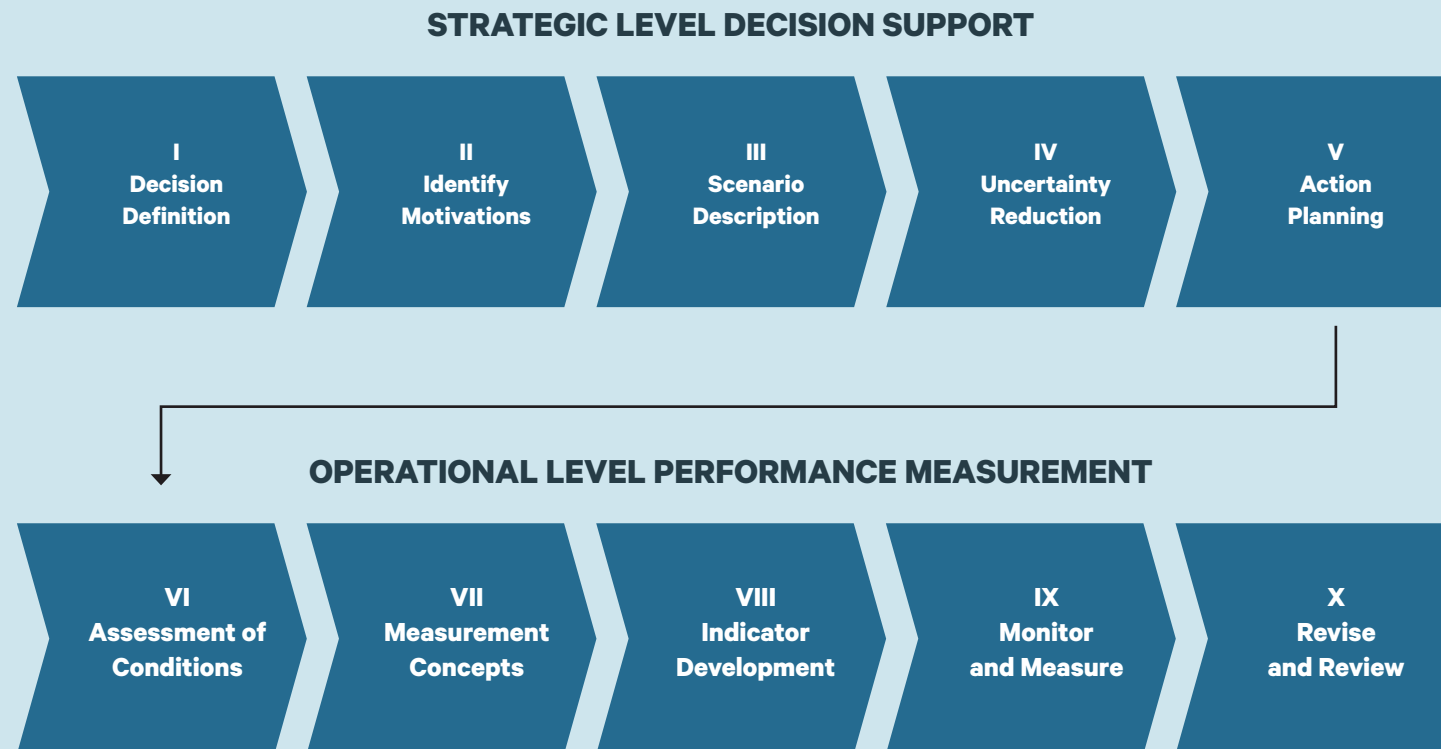 STRATEGIC LEVEL DECISION SUPPORT
I
Decision
Definition
II
Identify
Motivations
III
Scenario
Description
IV
Uncertainty
Reduction
V
Action
Planning
OPERATIONAL LEVEL PERFORMANCE MEASUREMENT
VI
Assessment of
Conditions
VII
Measurement
Concepts
VIII
Indicator
Development
IX
Monitor
and Measure
X
Revise
and Review